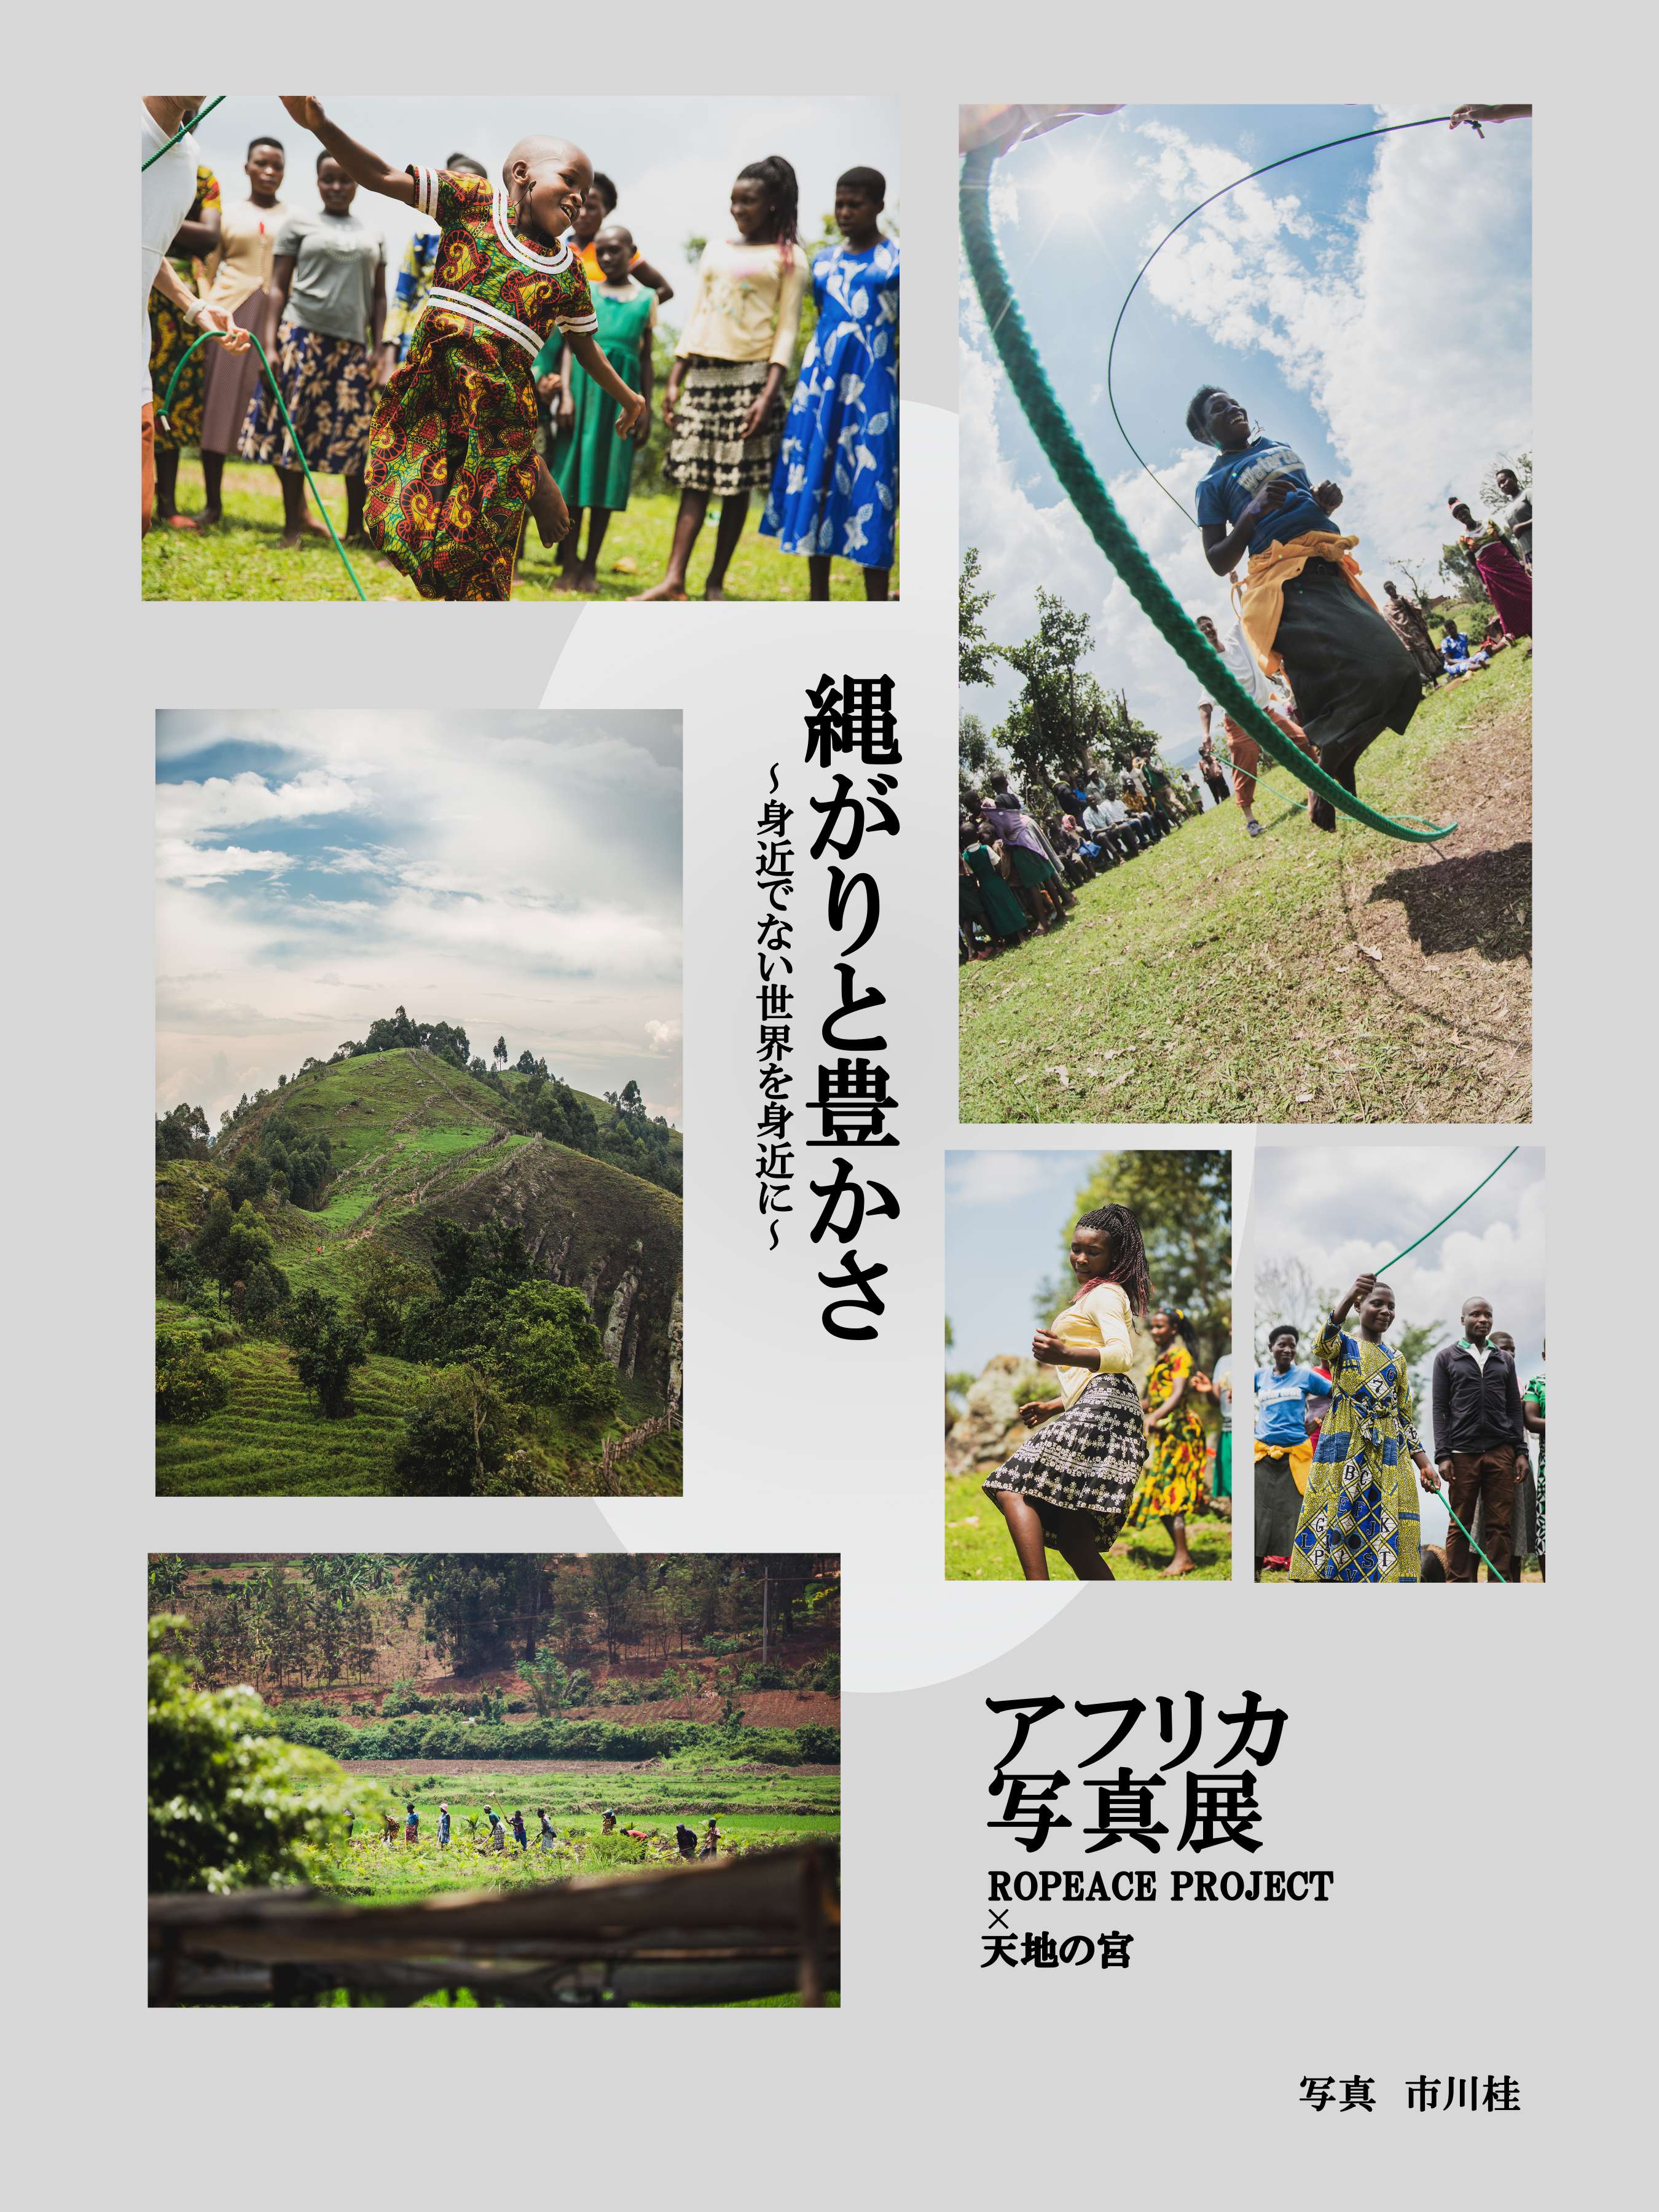 縄がりと豊かさ
～身近でない世界を身近に～
アフリカ
写真展
ROPEACE PROJECT
×
天地の宮
写真 市川桂